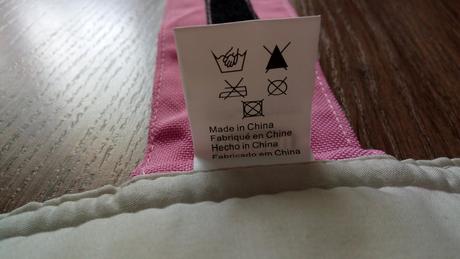 Made in China
Fabriqué en Chine
Hecho in China
Fabricado em China